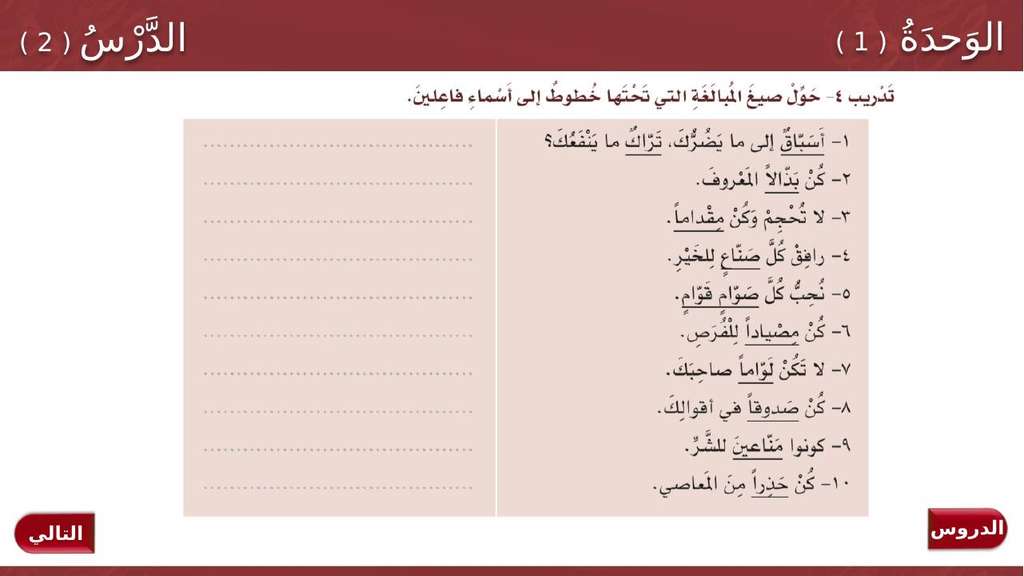 الوَحدَةُ ( 1 )
الدَّرْسُ ( 2 )
تَدْريب ٤- حَوِّلْ صيغَ المُبالَغَةِ التي تَحْتَها خُطوطٌ إلى أَسْماءِ فاعِلينَ.
١- أَسَبّاقٌ إلى ما يَضُرُّكَ، تَرّاكٌ ما يَنْفَعُكَ؟
٢- كُنْ بَذّالاً المَعْروفَ.
٣- لا تُحْجِمْ وَكُنْ مِقْداماً.
٤- رافِقْ كُلَّ صَنّاعٍ لِلخَيْرِ.
٥- نُحِبُّ كُلَّ صَوّامٍ قَوّامٍ.
٦- كُنْ مِصْياداً لِلْفُرَصِ.
٧- لا تَكُنْ لَوّاماً صاحِبَكَ.
٨- كُنْ صَدوقاً في أقوالِكَ.
٩- كونوا مَنّاعينَ للشَّرِّ.
١٠- كُنْ حَذِراً مِنَ المَعاصي.
الدروس
التالي